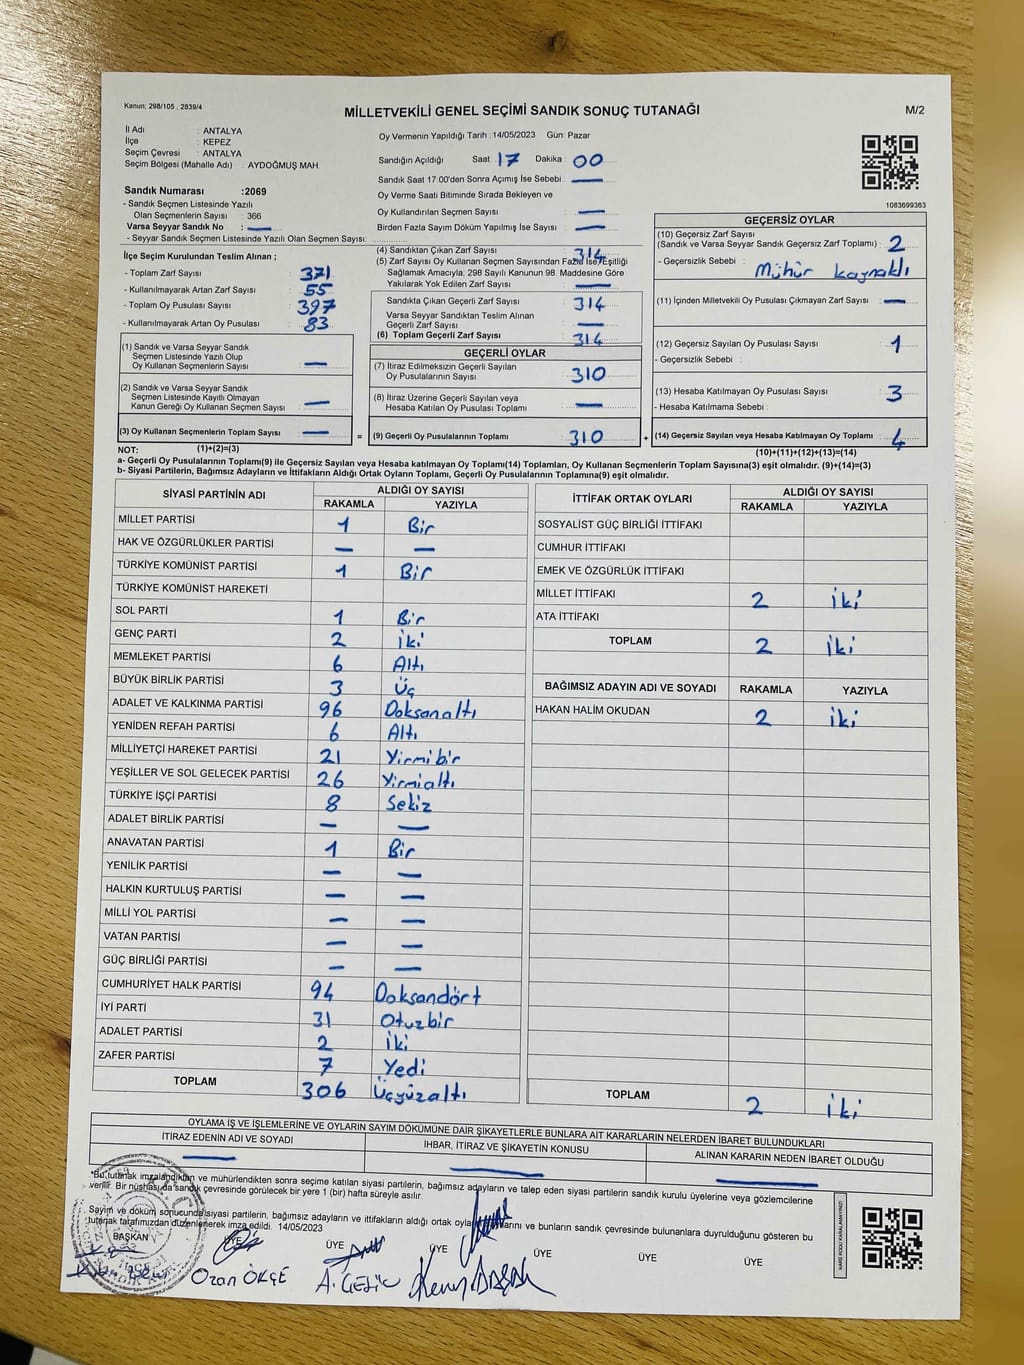 Kanun: 298/105 , 2839/4
MİLLETVEKİLİ GENEL SEÇİMİ SANDIK SONUÇ TUTANAĞI
M/2
İl Adı : ANTALYA
İlçe : KEPEZ
Seçim Çevresi : ANTALYA
Seçim Bölgesi (Mahalle Adı) : AYDOĞMUŞ MAH.
Oy Vermenin Yapıldığı Tarih :14/05/2023 Gün: Pazar
Sandığın Açıldığı Saat: 17 Dakika 00
Sandık Saat 17:00'den Sonra Açımış İse Sebebi : —
Oy Verme Saati Bitiminde Sırada Bekleyen ve
Oy Kullandırılan Seçmen Sayısı : —
Birden Fazla Sayım Döküm Yapılmış İse Sayısı : —
1083699363
Sandık Numarası :2069
- Sandık Seçmen Listesinde Yazılı
Olan Seçmenlerin Sayısı : 366
Varsa Seyyar Sandık No : —
- Seyyar Sandık Seçmen Listesinde Yazılı Olan Seçmen Sayısı:
İlçe Seçim Kurulundan Teslim Alınan ;
- Toplam Zarf Sayısı : 371
- Kullanılmayarak Artan Zarf Sayısı : 55
- Toplam Oy Pusulası Sayısı : 397
- Kullanılmayarak Artan Oy Pusulası : 83
(1) Sandık ve Varsa Seyyar Sandık
Seçmen Listesinde Yazılı Olup
Oy Kullanan Seçmenlerin Sayısı : —
(2) Sandık ve Varsa Seyyar Sandık
Seçmen Listesinde Kayıtlı Olmayan
Kanun Gereği Oy Kullanan Seçmen Sayısı : —
(3) Oy Kullanan Seçmenlerin Toplam Sayısı : —
(1)+(2)=(3)
(4) Sandıktan Çıkan Zarf Sayısı : 314
(5) Zarf Sayısı Oy Kullanan Seçmen Sayısından Fazla İse, Eşitliği
Sağlamak Amacıyla; 298 Sayılı Kanunun 98. Maddesine Göre
Yakılarak Yok Edilen Zarf Sayısı : —
Sandıkta Çıkan Geçerli Zarf Sayısı : 314
Varsa Seyyar Sandıktan Teslim Alınan
Geçerli Zarf Sayısı : —
(6) Toplam Geçerli Zarf Sayısı : 314
GEÇERLİ OYLAR
(7) İtiraz Edilmeksizin Geçerli Sayılan
Oy Pusulalarının Sayısı : 310
(8) İtiraz Üzerine Geçerli Sayılan veya
Hesaba Katılan Oy Pusulası Toplamı : —
= (9) Geçerli Oy Pusulalarının Toplamı : 310 +
GEÇERSİZ OYLAR
(10) Geçersiz Zarf Sayısı
(Sandık ve Varsa Seyyar Sandık Geçersiz Zarf Toplamı) : 2
- Geçersizlik Sebebi : Mühür kaynaklı
(11) İçinden Milletvekili Oy Pusulası Çıkmayan Zarf Sayısı : —
(12) Geçersiz Sayılan Oy Pusulası Sayısı : 1
- Geçersizlik Sebebi :
(13) Hesaba Katılmayan Oy Pusulası Sayısı : 3
- Hesaba Katılmama Sebebi :
(14) Geçersiz Sayılan veya Hesaba Katılmayan Oy Toplamı : 4
(10)+(11)+(12)+(13)=(14)
NOT:
a- Geçerli Oy Pusulalarının Toplamı(9) ile Geçersiz Sayılan veya Hesaba katılmayan Oy Toplamı(14) Toplamları, Oy Kullanan Seçmenlerin Toplam Sayısına(3) eşit olmalıdır. (9)+(14)=(3)
b- Siyasi Partilerin, Bağımsız Adayların ve İttifakların Aldığı Ortak Oyların Toplamı, Geçerli Oy Pusulalarının Toplamına(9) eşit olmalıdır.
SİYASİ PARTİNİN ADI ALDIĞI OY SAYISI
RAKAMLA YAZIYLA
MİLLET PARTİSİ 1 Bir
HAK VE ÖZGÜRLÜKLER PARTİSİ — —
TÜRKİYE KOMÜNİST PARTİSİ 1 Bir
TÜRKİYE KOMÜNİST HAREKETİ
SOL PARTİ 1 Bir
GENÇ PARTİ 2 iki
MEMLEKET PARTİSİ 6 Altı
BÜYÜK BİRLİK PARTİSİ 3 Üç
ADALET VE KALKINMA PARTİSİ 96 Doksanaltı
YENİDEN REFAH PARTİSİ 6 Altı
MİLLİYETÇİ HAREKET PARTİSİ 21 Yirmibir
YEŞİLLER VE SOL GELECEK PARTİSİ 26 Yirmialtı
TÜRKİYE İŞÇİ PARTİSİ 8 Sekiz
ADALET BİRLİK PARTİSİ — —
ANAVATAN PARTİSİ 1 Bir
YENİLİK PARTİSİ — —
HALKIN KURTULUŞ PARTİSİ — —
MİLLİ YOL PARTİSİ — —
VATAN PARTİSİ — —
GÜÇ BİRLİĞİ PARTİSİ — —
CUMHURİYET HALK PARTİSİ 94 Doksandört
İYİ PARTİ 31 Otuzbir
ADALET PARTİSİ 2 İki
ZAFER PARTİSİ 7 Yedi
TOPLAM 306 Üçyüzaltı
İTTİFAK ORTAK OYLARI ALDIĞI OY SAYISI
RAKAMLA YAZIYLA
SOSYALİST GÜÇ BİRLİĞİ İTTİFAKI
CUMHUR İTTİFAKI
EMEK VE ÖZGÜRLÜK İTTİFAKI
MİLLET İTTİFAKI 2 iki
ATA İTTİFAKI
TOPLAM 2 iki
BAĞIMSIZ ADAYIN ADI VE SOYADI RAKAMLA YAZIYLA
HAKAN HALİM OKUDAN 2 iki
TOPLAM 2 iki
OYLAMA İŞ VE İŞLEMLERİNE VE OYLARIN SAYIM DÖKÜMÜNE DAİR ŞİKAYETLERLE BUNLARA AİT KARARLARIN NELERDEN İBARET BULUNDUKLARI
İTİRAZ EDENİN ADI VE SOYADI İHBAR, İTİRAZ VE ŞİKAYETİN KONUSU ALINAN KARARIN NEDEN İBARET OLDUĞU
— — —
*Bu tutanak imzalandıktan ve mühürlendikten sonra seçime katılan siyasi partilerin, bağımsız adayların ve talep eden siyasi partilerin sandık kurulu üyelerine veya gözlemcilerine
verilir. Bir nüshası da sandık çevresinde görülecek bir yere 1 (bir) hafta süreyle asılır.
Sayım ve döküm sonucunda siyasi partilerin, bağımsız adayların ve ittifakların aldığı ortak oyların ve bunların sandık çevresinde bulunanlara duyrulduğunu gösteren bu
tutanak tarafımızdan düzenlenerek imza edildi. 14/05/2023
BAŞKAN ÜYE ÜYE ÜYE ÜYE ÜYE ÜYE
Ozan ÖKÇE A. ÇELİK
KARE KODU KARALAMAYINIZ!